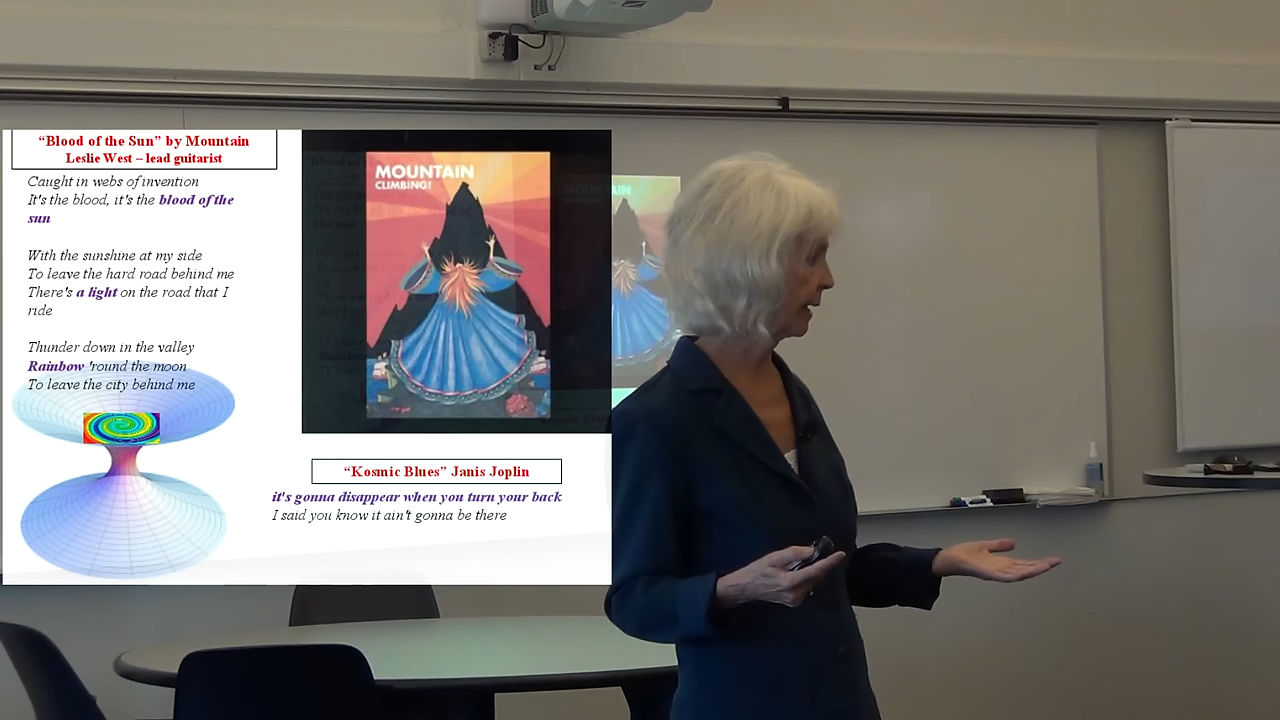 “Blood of the Sun” by Mountain
Leslie West – lead guitarist
Caught in webs of invention
It's the blood, it's the blood of the
sun
With the sunshine at my side
To leave the hard road behind me
There's a light on the road that I
ride
Thunder down in the valley
Rainbow 'round the moon
To leave the city behind me
MOUNTAIN
CLIMBING!
“Kosmic Blues” Janis Joplin
it's gonna disappear when you turn your back
I said you know it ain't gonna be there